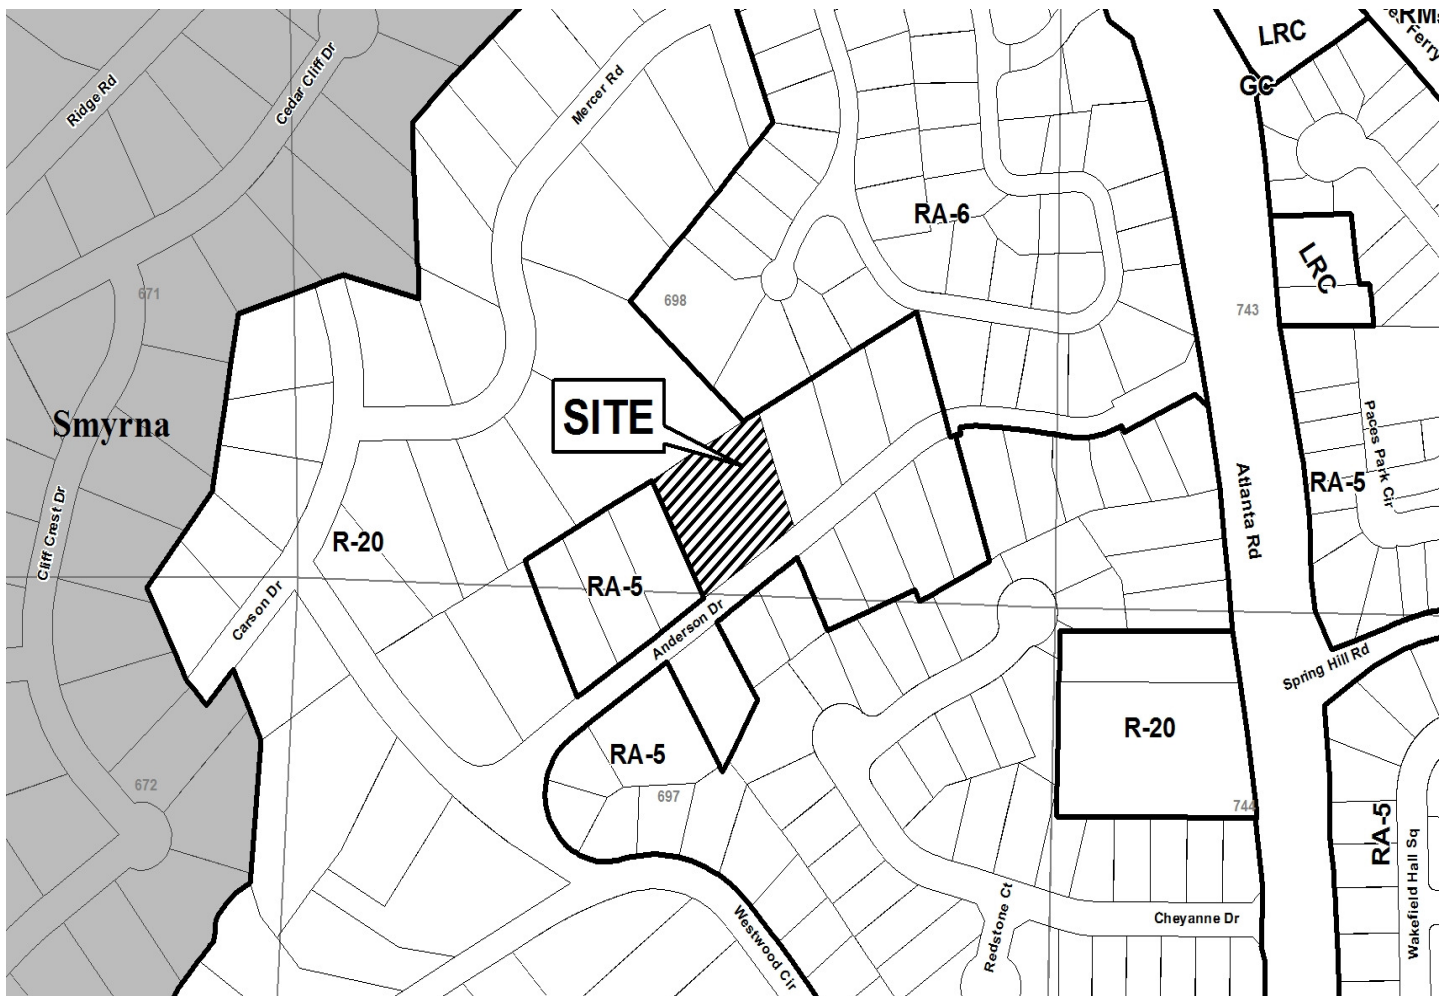 LRC
RM
Ferry
GC
Ridge Rd
Cedar Cliff Dr
Mercer Rd
RA-6
LRC
671
698
743
SITE
Smyrna
Paces Park Cir
RA-5
Atlanta Rd
Cliff Crest Dr
R-20
RA-5
Carson Dr
Anderson Dr
Spring Hill Rd
R-20
RA-5
672
697
744
RA-5
Wakefield Hall Sq
Redstone Ct
Cheyanne Dr
Westwood Cir